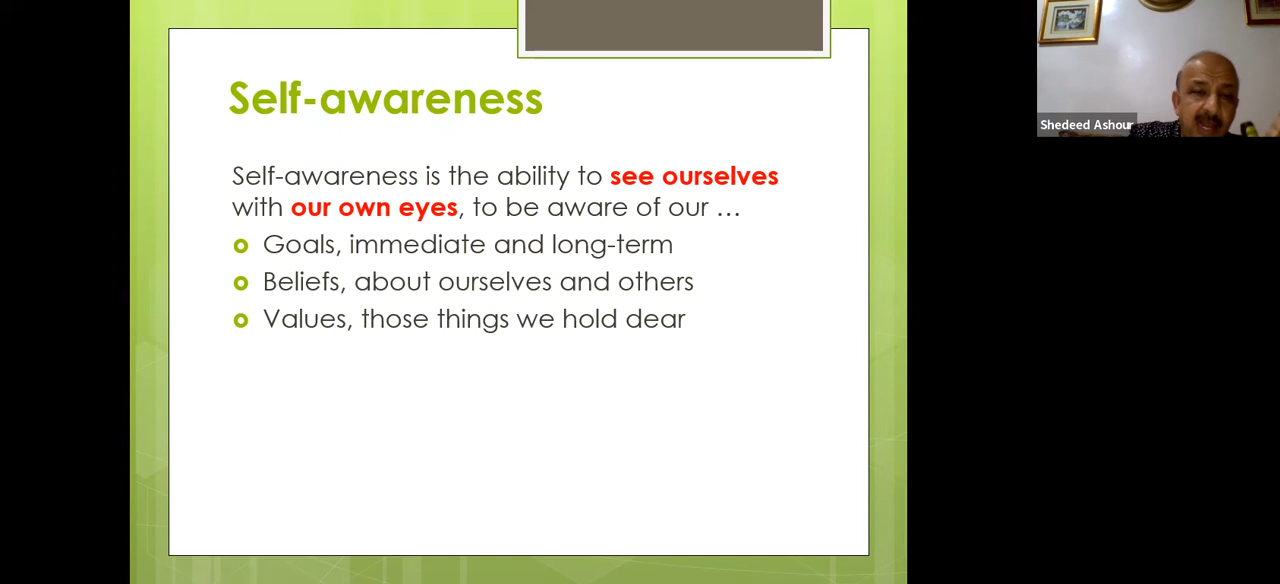 Self-awareness
Self-awareness is the ability to see ourselves
with our own eyes, to be aware of our …
Goals, immediate and long-term
Beliefs, about ourselves and others
Values, those things we hold dear
Shedeed Ashour